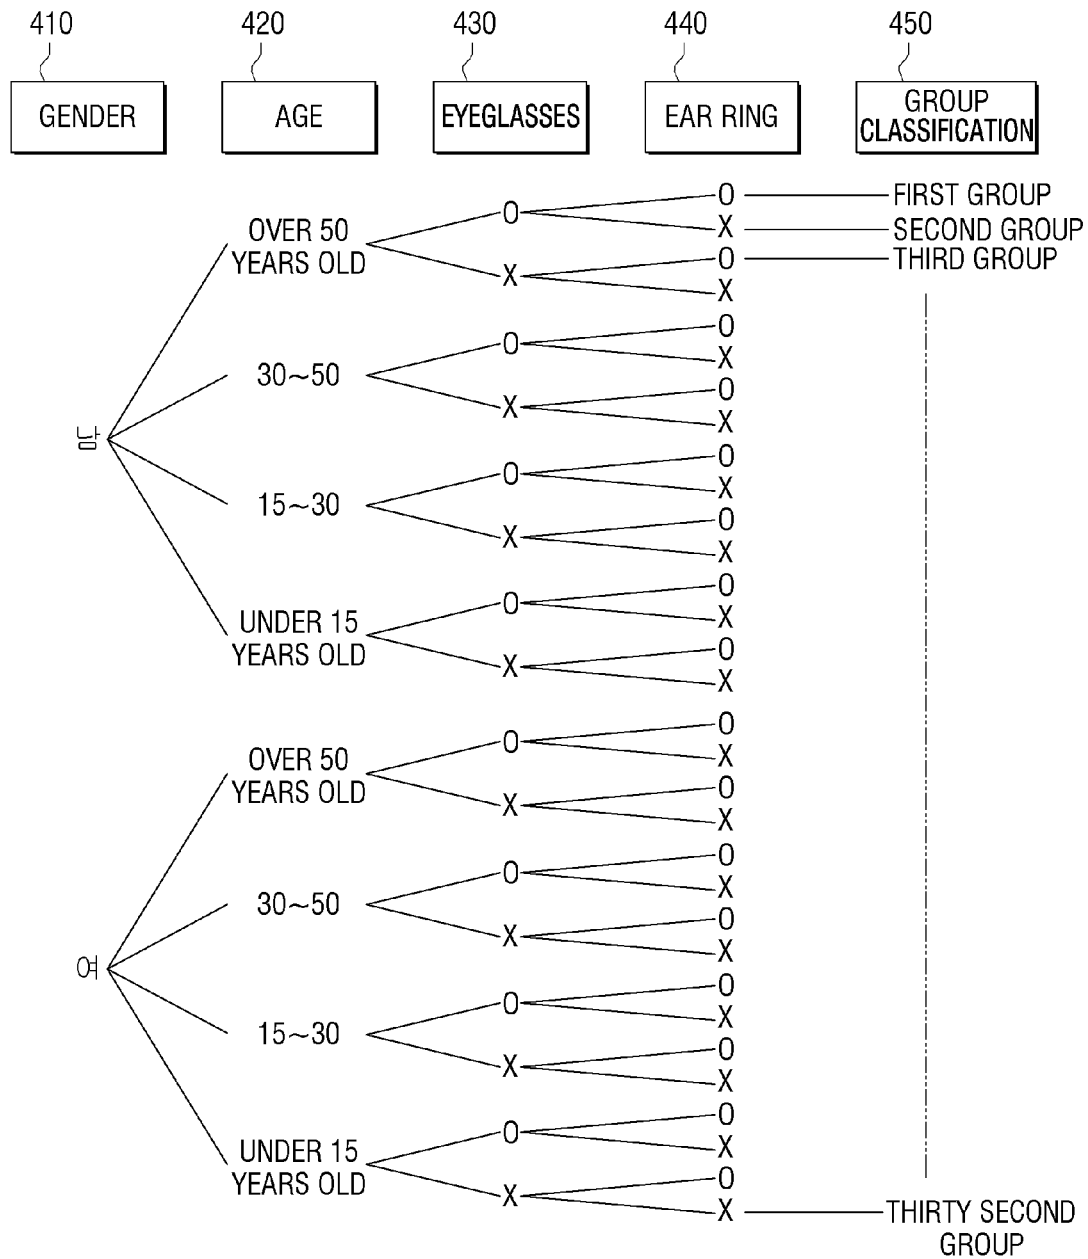 410 420 430 440 450
GENDER AGE EYEGLASSES EAR RING GROUP
CLASSIFICATION
남
OVER 50
YEARS OLD
O
O
FIRST GROUP
X
SECOND GROUP
X
O
THIRD GROUP
X
30~50
O
O
X
X
O
X
15~30
O
O
X
X
O
X
UNDER 15
YEARS OLD
O
O
X
X
O
X
여
OVER 50
YEARS OLD
O
O
X
X
O
X
30~50
O
O
X
X
O
X
15~30
O
O
X
X
O
X
UNDER 15
YEARS OLD
O
O
X
X
O
X
THIRTY SECOND
GROUP